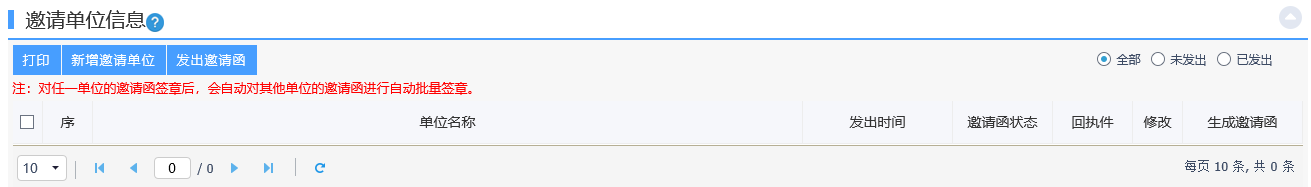 邀请单位信息?
打印 新增邀请单位 发出邀请函 全部 未发出 已发出
注：对任一单位的邀请函签章后，会自动对其他单位的邀请函进行自动批量签章。
序 单位名称 发出时间 邀请函状态 回执件 修改 生成邀请函
10 0 / 0 每页 10 条, 共 0 条